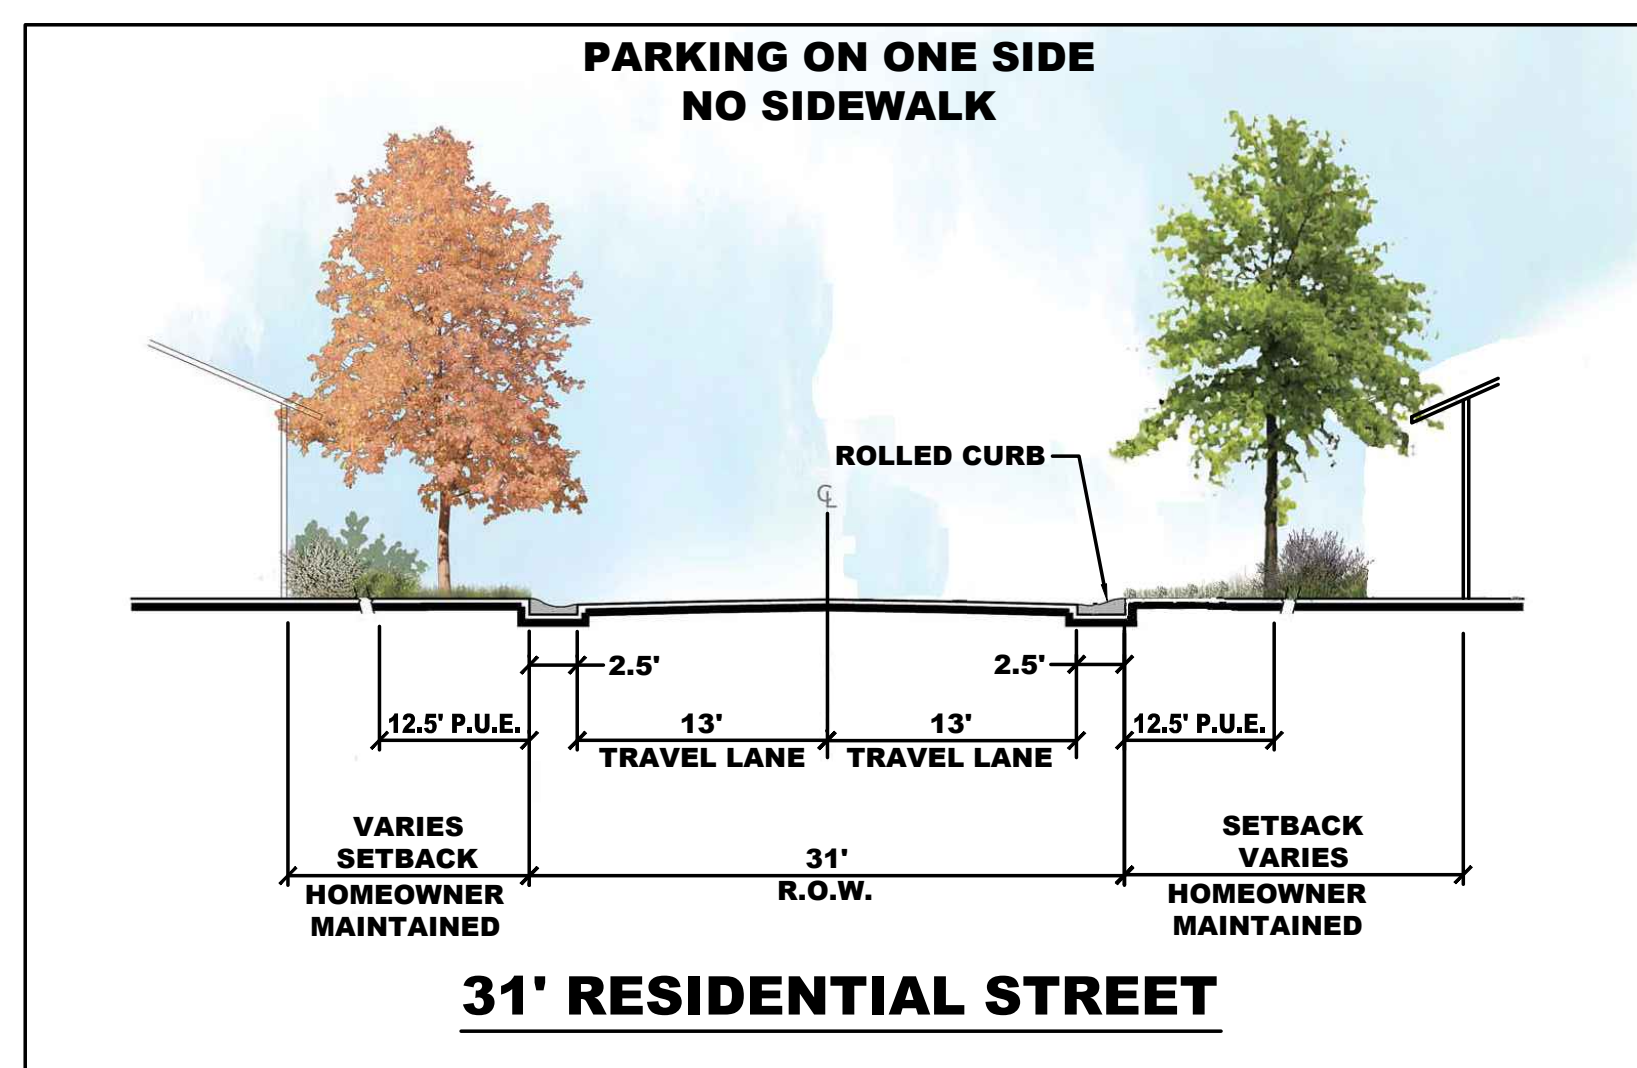 PARKING ON ONE SIDE
NO SIDEWALK
ROLLED CURB
℄
2.5'
2.5'
12.5' P.U.E.
13'
TRAVEL LANE
13'
TRAVEL LANE
12.5' P.U.E.
VARIES
SETBACK
HOMEOWNER
MAINTAINED
31'
R.O.W.
SETBACK
VARIES
HOMEOWNER
MAINTAINED
31' RESIDENTIAL STREET